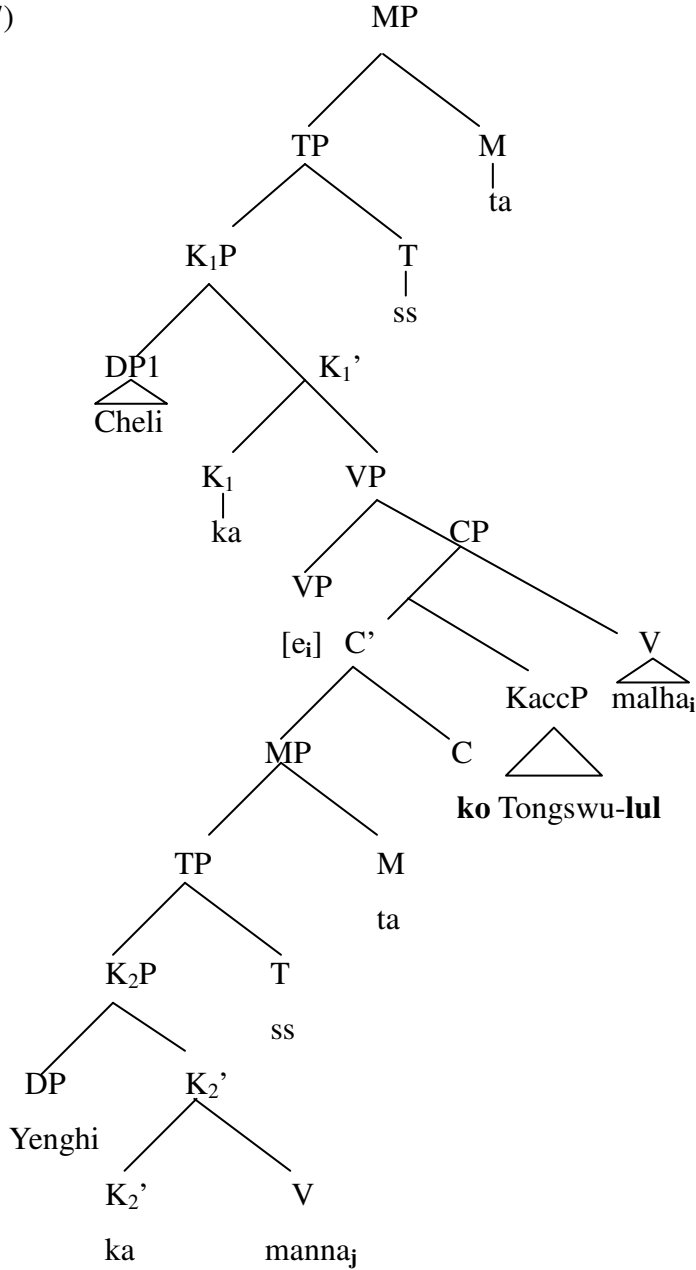 ’)
MP
TP M
ta
K₁P T
ss
DP1 K₁’
Cheli
K₁ VP
ka CP
VP
[eᵢ] C’ V
KaccP malhaᵢ
MP C
ko Tongswu-lul
TP M
ta
K₂P T
ss
DP K₂’
Yenghi
K₂’ V
ka mannaⱼ